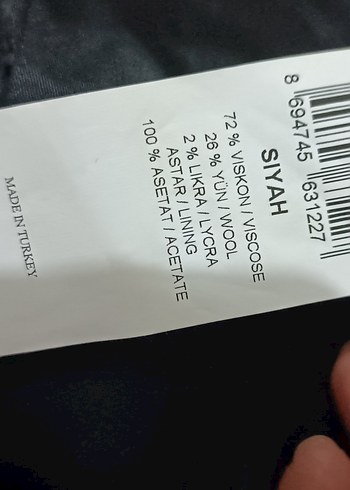 8 694745 631227
SIYAH
72 % VISKON / VISCOSE
26 % YÜN / WOOL
2 % LIKRA / LYCRA
ASTAR / LINING
100 % ASETAT / ACETATE
MADE IN TURKEY